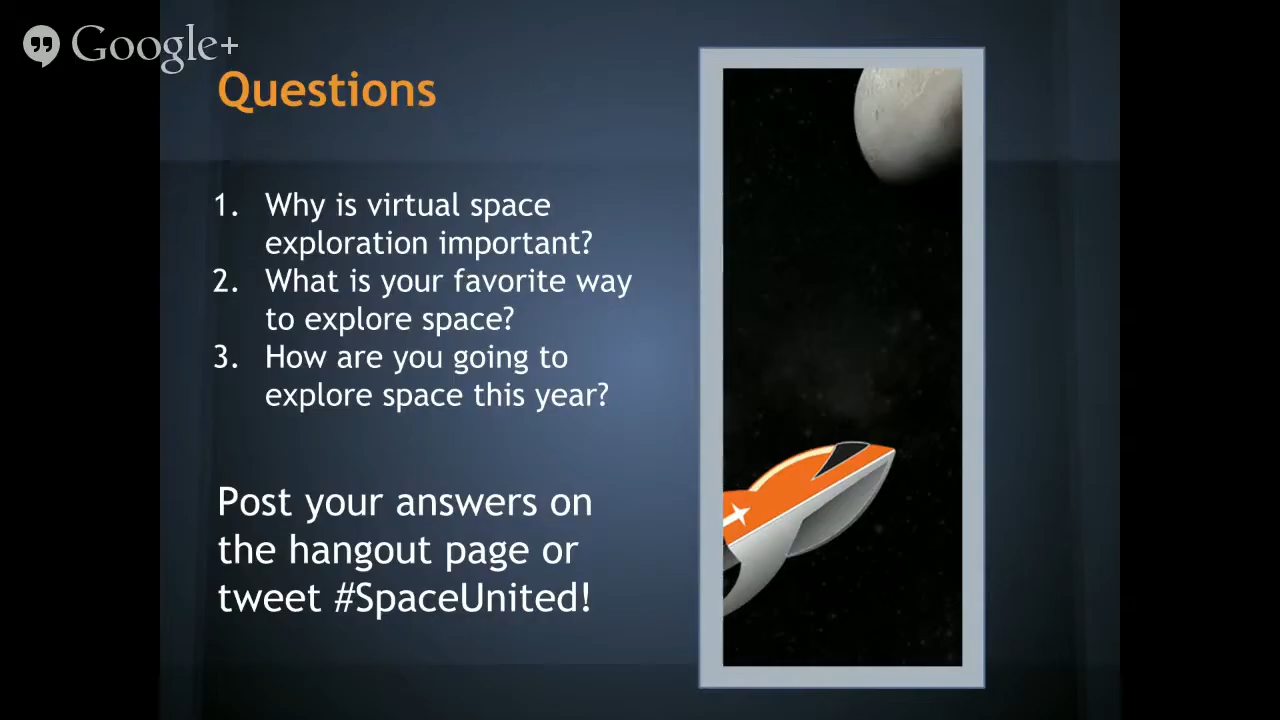 Google+
Questions
1. Why is virtual space
exploration important?
2. What is your favorite way
to explore space?
3. How are you going to
explore space this year?
Post your answers on
the hangout page or
tweet #SpaceUnited!